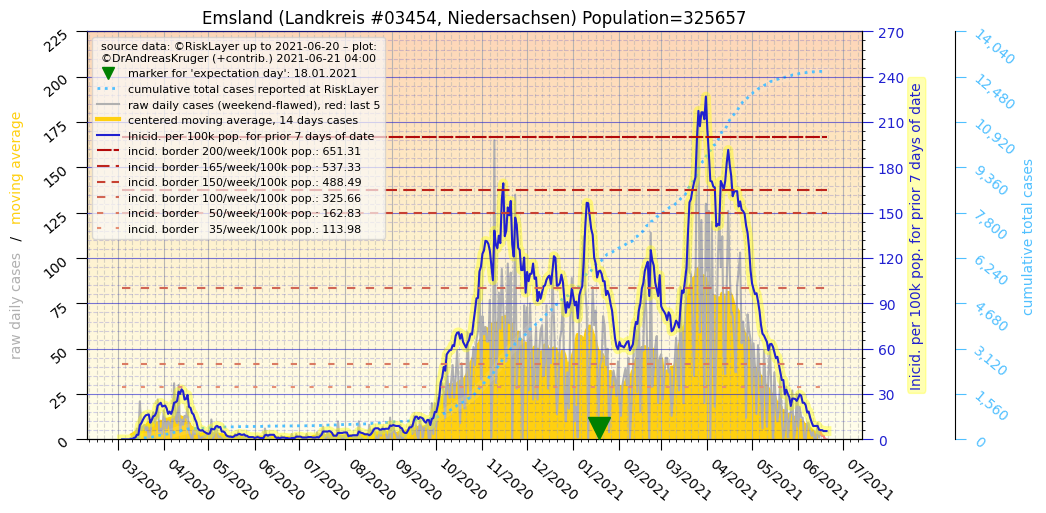 Emsland (Landkreis #03454, Niedersachsen) Population=325657
source data: ©RiskLayer up to 2021-06-20 – plot:
©DrAndreasKruger (+contrib.) 2021-06-21 04:00
marker for 'expectation day': 18.01.2021
cumulative total cases reported at RiskLayer
raw daily cases (weekend-flawed), red: last 5
centered moving average, 14 days cases
Inicid. per 100k pop. for prior 7 days of date
incid. border 200/week/100k pop.: 651.31
incid. border 165/week/100k pop.: 537.33
incid. border 150/week/100k pop.: 488.49
incid. border 100/week/100k pop.: 325.66
incid. border 50/week/100k pop.: 162.83
incid. border 35/week/100k pop.: 113.98
raw daily cases / moving average
225
200
175
150
125
100
75
50
25
0
270
240
210
180
150
120
90
60
30
0
Inicid. per 100k pop. for prior 7 days of date
14,040
12,480
10,920
9,360
7,800
6,240
4,680
3,120
1,560
0
cumulative total cases
03/2020
04/2020
05/2020
06/2020
07/2020
08/2020
09/2020
10/2020
11/2020
12/2020
01/2021
02/2021
03/2021
04/2021
05/2021
06/2021
07/2021